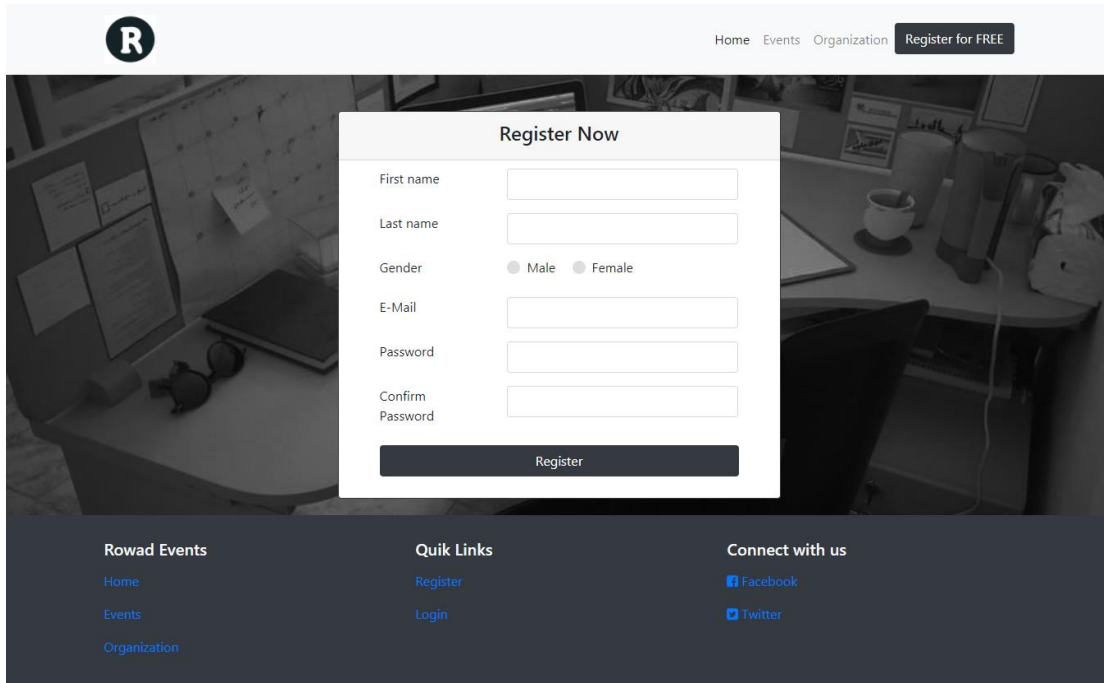 R
Home Events Organization Register for FREE
Register Now
First name
Last name
Gender
Male Female
E-Mail
Password
Confirm
Password
Register
Rowad Events
Home
Events
Organization
Quik Links
Register
Login
Connect with us
Facebook
Twitter